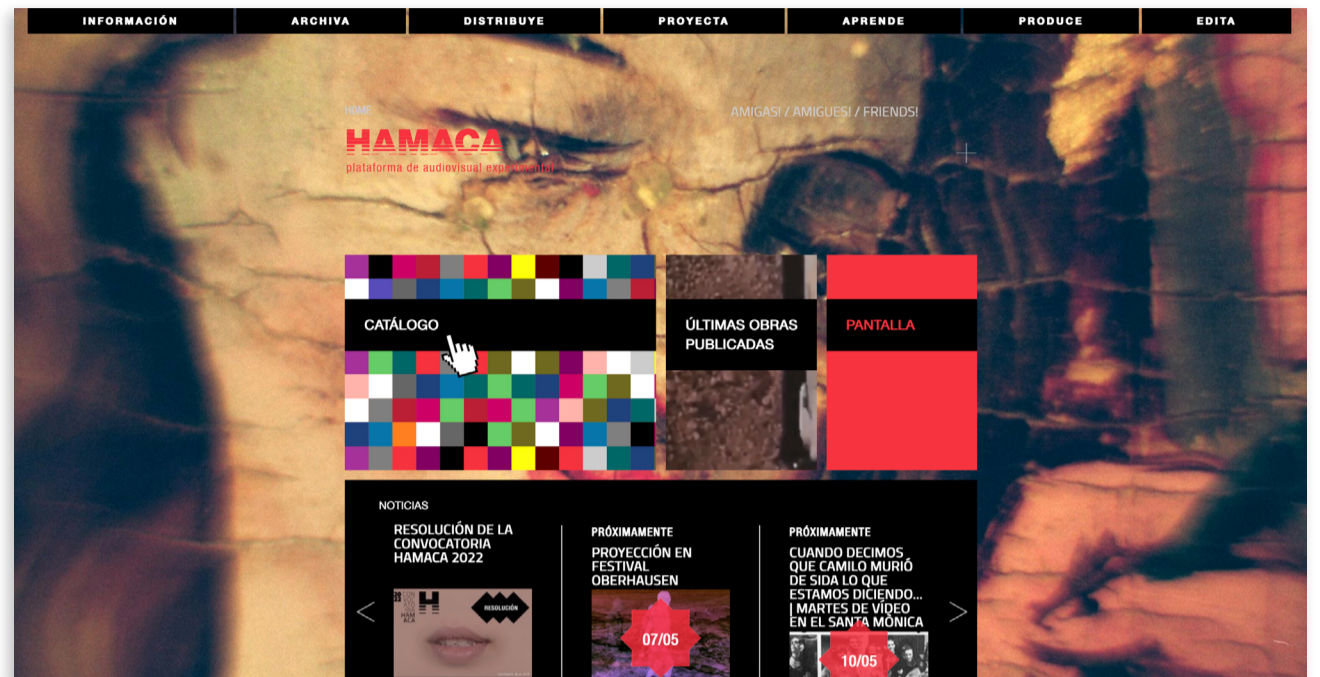 INFORMACIÓN
ARCHIVA
DISTRIBUYE
PROYECTA
APRENDE
PRODUCE
EDITA
HOME
AMIGAS! / AMIGUES! / FRIENDS!
HAMACA
plataforma de audiovisual experimental
CATÁLOGO
ÚLTIMAS OBRAS
PUBLICADAS
PANTALLA
NOTICIAS
RESOLUCIÓN DE LA
CONVOCATORIA
HAMACA 2022
RESOLUCIÓN
PRÓXIMAMENTE
PROYECCIÓN EN
FESTIVAL
OBERHAUSEN
07/05
PRÓXIMAMENTE
CUANDO DECIMOS
QUE CAMILO MURIÓ
DE SIDA LO QUE
ESTAMOS DICIENDO...
| MARTES DE VÍDEO
EN EL SANTA MÒNICA
10/05